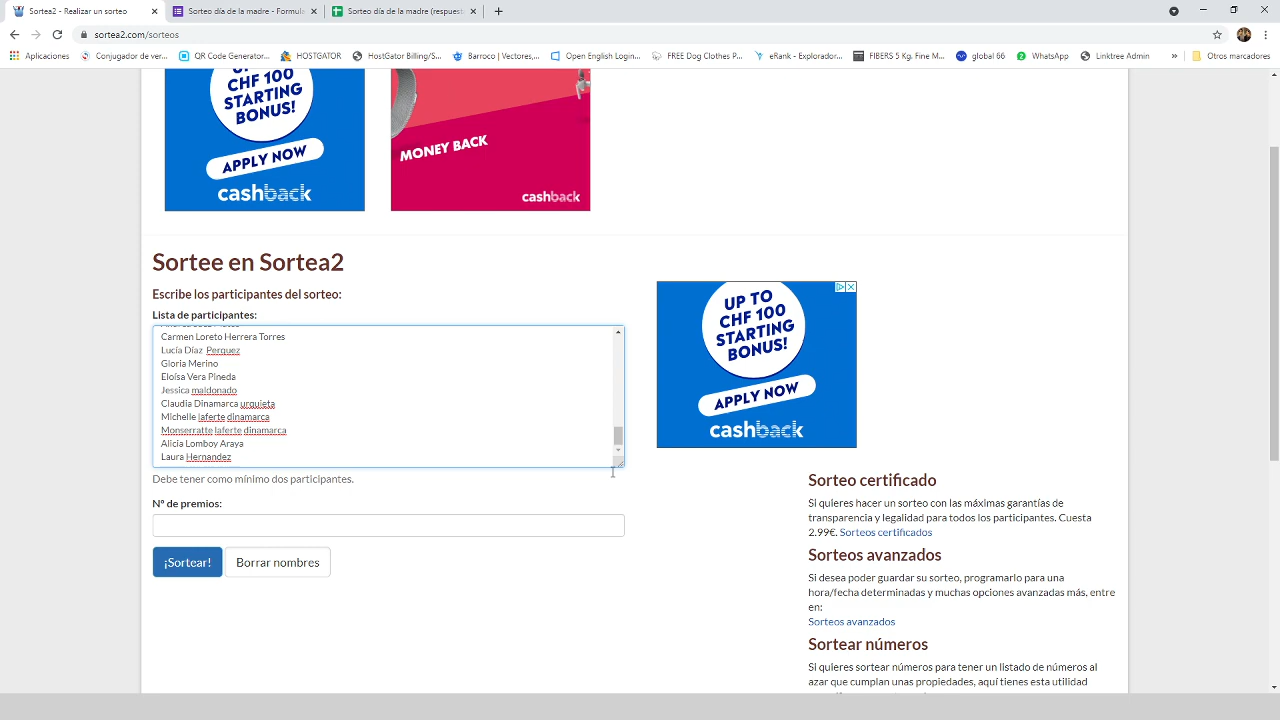 Sortea2 - Realizar un sorteo
Sorteo día de la madre - Formula
Sorteo día de la madre (respuest
sortea2.com/sorteos
Aplicaciones
Conjugador de ver...
QR Code Generator...
HOSTGATOR
HostGator Billing/S...
Barroco | Vectores,...
Open English Login...
FREE Dog Clothes P...
eRank - Explorador...
FIBERS 5 Kg. Fine M...
global 66
WhatsApp
Linktree Admin
»
Otros marcadores
UP TO
CHF 100
STARTING
BONUS!
APPLY NOW
cashback
MONEY BACK
cashback
Sortee en Sortea2
Escribe los participantes del sorteo:
Lista de participantes:
Carmen Loreto Herrera Torres
Lucía Díaz Perquez
Gloria Merino
Eloísa Vera Pineda
Jessica maldonado
Claudia Dinamarca urquieta
Michelle laferte dinamarca
Monserratte laferte dinamarca
Alicia Lomboy Araya
Laura Hernandez
Debe tener como mínimo dos participantes.
Nº de premios:
¡Sortear!
Borrar nombres
UP TO
CHF 100
STARTING
BONUS!
APPLY NOW
cashback
Sorteo certificado
Si quieres hacer un sorteo con las máximas garantías de
transparencia y legalidad para todos los participantes. Cuesta
2.99€. Sorteos certificados
Sorteos avanzados
Si desea poder guardar su sorteo, programarlo para una
hora/fecha determinadas y muchas opciones avanzadas más, entre
en:
Sorteos avanzados
Sortear números
Si quieres sortear números para tener un listado de números al
azar que cumplan unas propiedades, aquí tienes esta utilidad